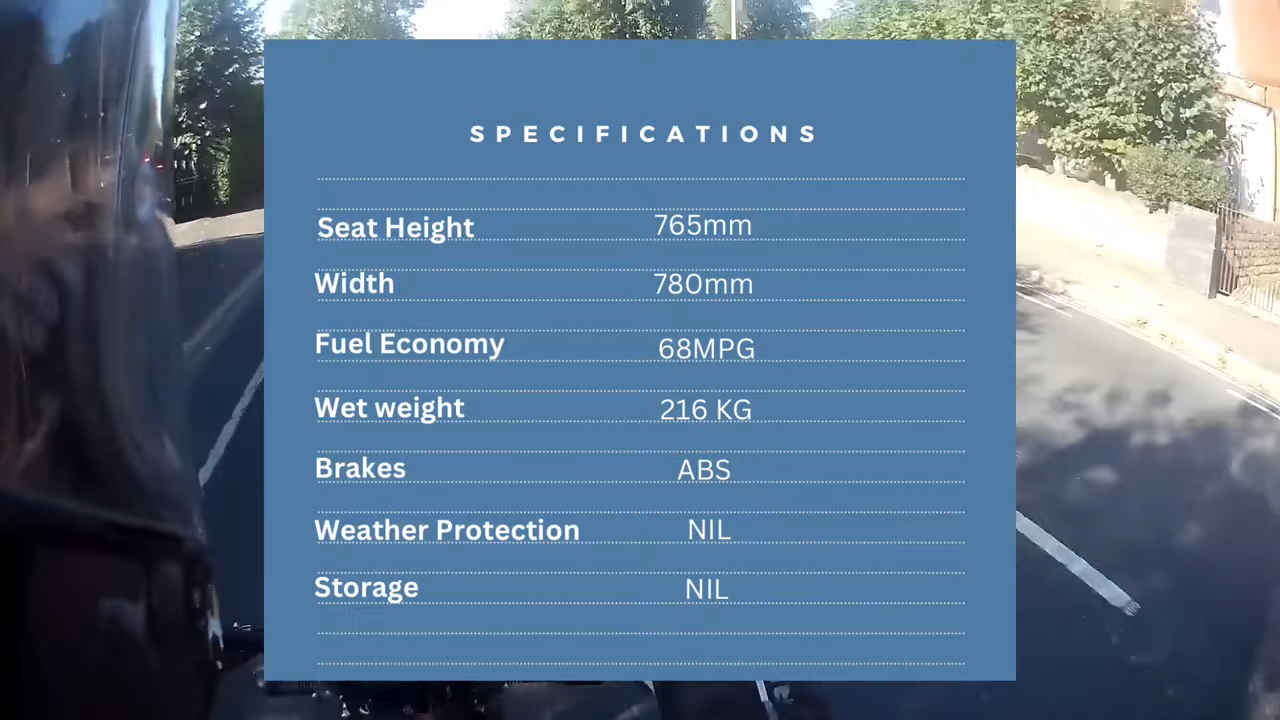 SPECIFICATIONS
Seat Height 765mm
Width 780mm
Fuel Economy 68MPG
Wet weight 216 KG
Brakes ABS
Weather Protection NIL
Storage NIL